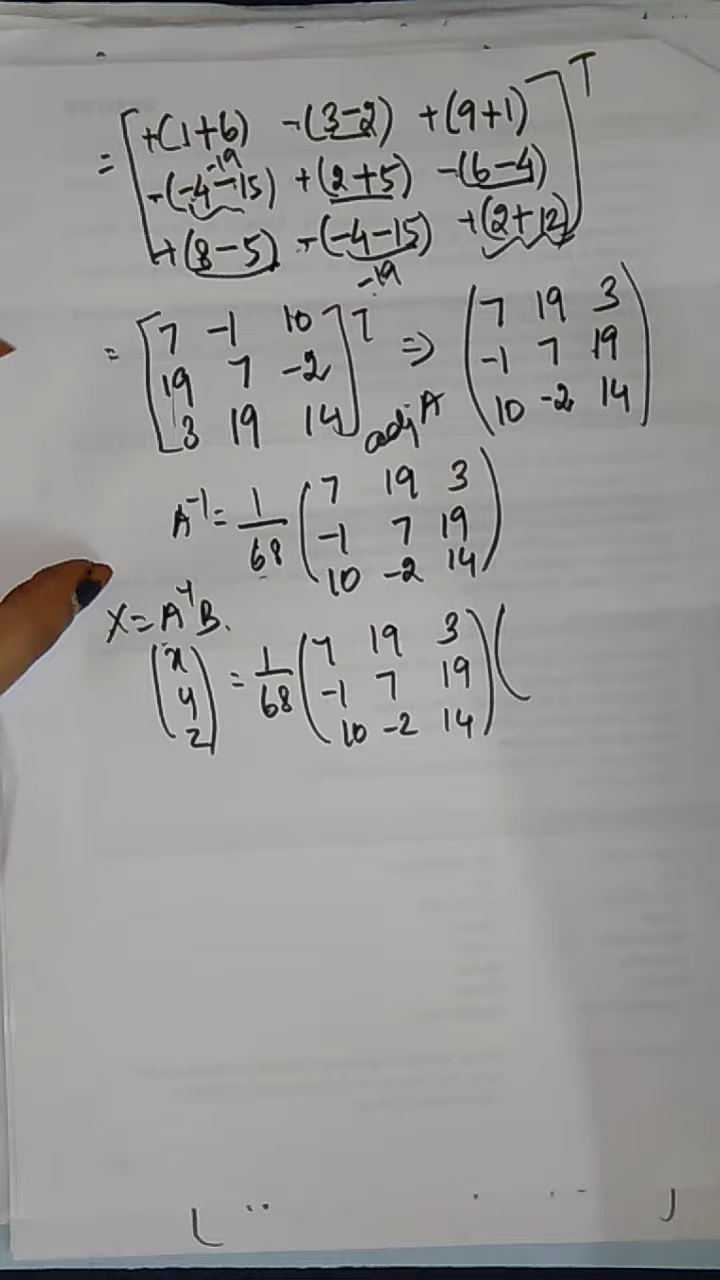 = [ +(1+6) -(3-2) +(9+1) ]T
-(-4-15) -19 +(2+5) -(6-4)
+(8-5) -(-4-15) -19 +(2+12)
= [ 7 -1 10 ]T ⇒ ( 7 19 3 )
19 7 -2 -1 7 19
3 19 14 adj A 10 -2 14
A⁻¹ = 1/68 ( 7 19 3 )
-1 7 19
10 -2 14
X = A⁻¹B.
( x ) = 1/68 ( 7 19 3 ) (
y -1 7 19
z 10 -2 14